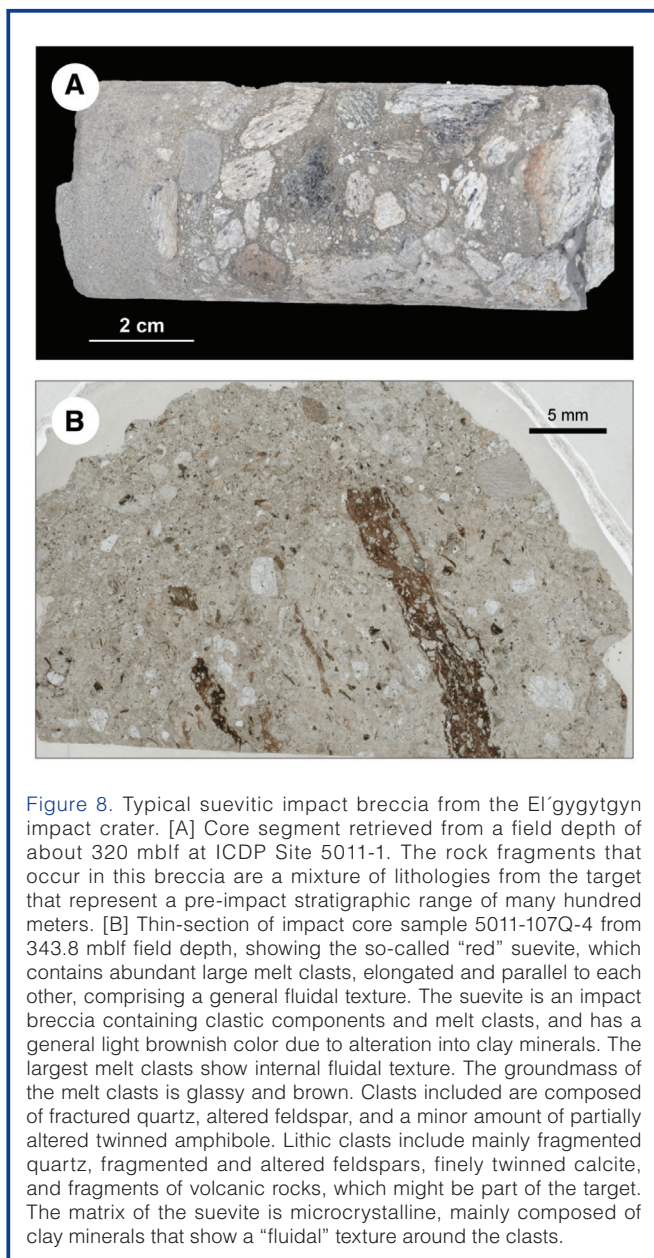 A
2 cm
B
5 mm
Figure 8. Typical suevitic impact breccia from the El´gygytgyn
impact crater. [A] Core segment retrieved from a field depth of
about 320 mblf at ICDP Site 5011-1. The rock fragments that
occur in this breccia are a mixture of lithologies from the target
that represent a pre-impact stratigraphic range of many hundred
meters. [B] Thin-section of impact core sample 5011-107Q-4 from
343.8 mblf field depth, showing the so-called “red” suevite, which
contains abundant large melt clasts, elongated and parallel to each
other, comprising a general fluidal texture. The suevite is an impact
breccia containing clastic components and melt clasts, and has a
general light brownish color due to alteration into clay minerals. The
largest melt clasts show internal fluidal texture. The groundmass of
the melt clasts is glassy and brown. Clasts included are composed
of fractured quartz, altered feldspar, and a minor amount of partially
altered twinned amphibole. Lithic clasts include mainly fragmented
quartz, fragmented and altered feldspars, finely twinned calcite,
and fragments of volcanic rocks, which might be part of the target.
The matrix of the suevite is microcrystalline, mainly composed of
clay minerals that show a “fluidal” texture around the clasts.